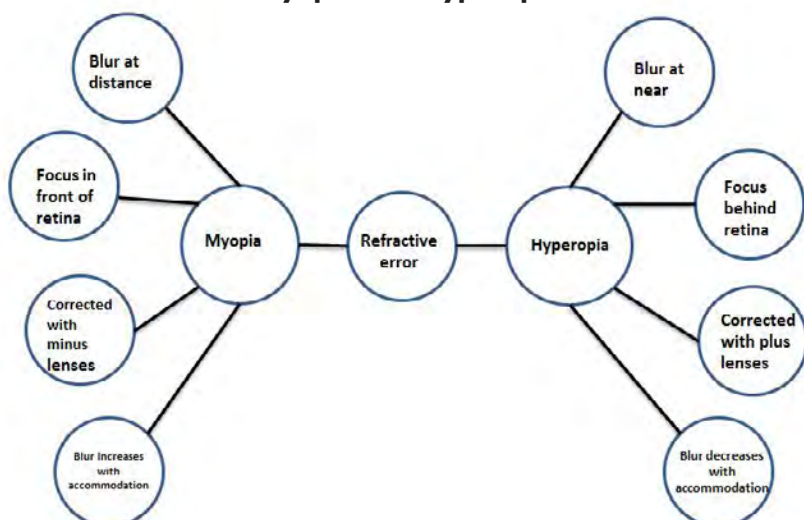 Blur at
distance
Blur at
near
Focus in
front of
retina
Focus
behind
retina
Myopia
Refractive
error
Hyperopia
Corrected
with
minus
lenses
Corrected
with plus
lenses
Blur Increases
with
accommodation
Blur decreases
with
accommodation